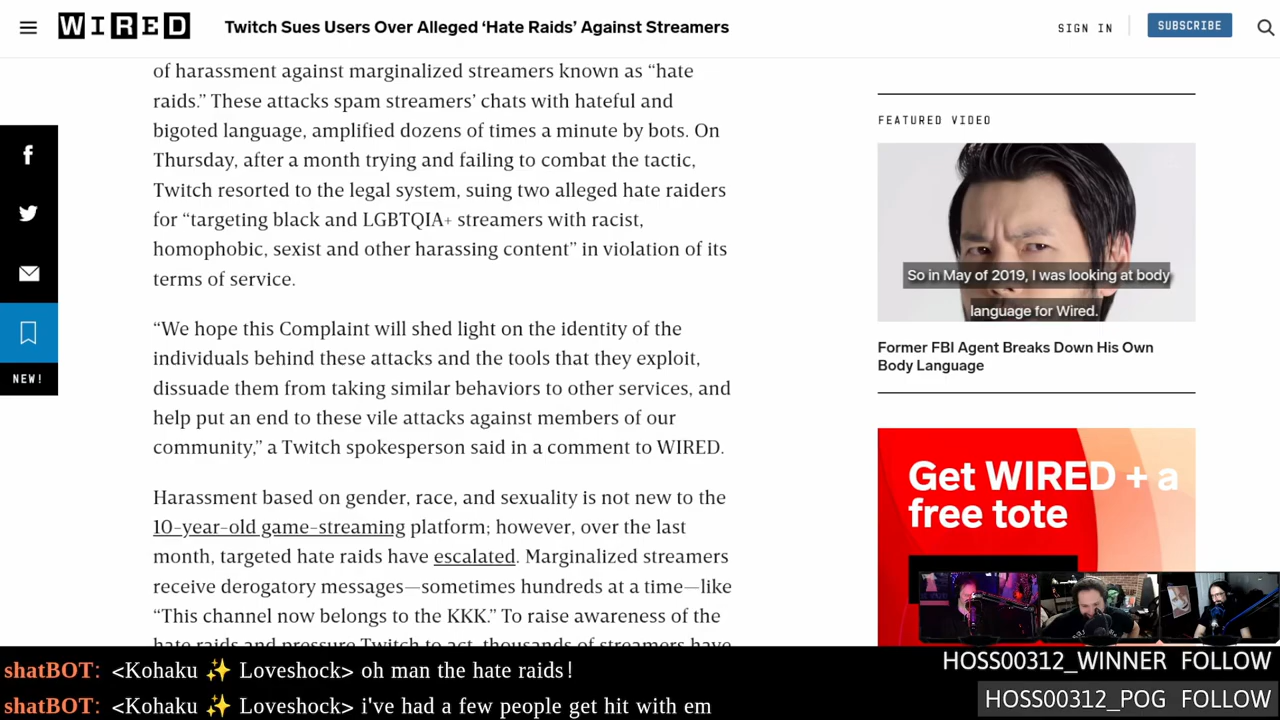 WIRED
Twitch Sues Users Over Alleged ‘Hate Raids’ Against Streamers
SIGN IN
SUBSCRIBE
of harassment against marginalized streamers known as “hate
raids.” These attacks spam streamers’ chats with hateful and
bigoted language, amplified dozens of times a minute by bots. On
Thursday, after a month trying and failing to combat the tactic,
Twitch resorted to the legal system, suing two alleged hate raiders
for “targeting black and LGBTQIA+ streamers with racist,
homophobic, sexist and other harassing content” in violation of its
terms of service.
“We hope this Complaint will shed light on the identity of the
individuals behind these attacks and the tools that they exploit,
dissuade them from taking similar behaviors to other services, and
help put an end to these vile attacks against members of our
community,” a Twitch spokesperson said in a comment to WIRED.
Harassment based on gender, race, and sexuality is not new to the
10-year-old game-streaming platform; however, over the last
month, targeted hate raids have escalated. Marginalized streamers
receive derogatory messages—sometimes hundreds at a time—like
“This channel now belongs to the KKK.” To raise awareness of the
hate raids and pressure Twitch to act, thousands of streamers have
NEW!
FEATURED VIDEO
So in May of 2019, I was looking at body
language for Wired.
Former FBI Agent Breaks Down His Own
Body Language
Get WIRED + a
free tote
shatBOT: <Kohaku ✨ Loveshock> oh man the hate raids!
shatBOT: <Kohaku ✨ Loveshock> i've had a few people get hit with em
HOSS00312_WINNER FOLLOW
HOSS00312_POG FOLLOW